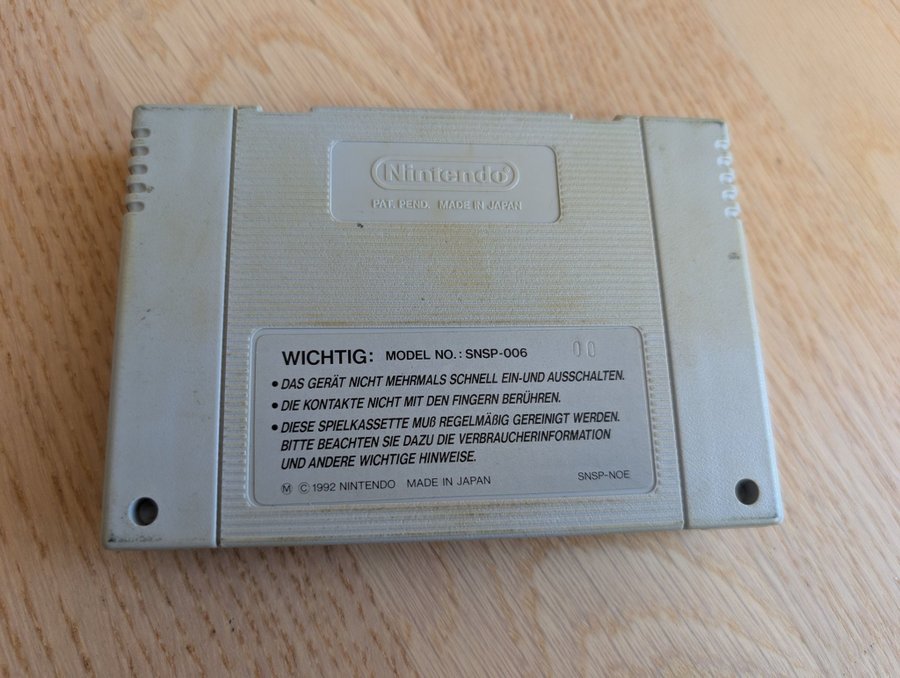 Nintendo®
PAT. PEND. MADE IN JAPAN
WICHTIG: MODEL NO.: SNSP-006 00
• DAS GERÄT NICHT MEHRMALS SCHNELL EIN-UND AUSSCHALTEN.
• DIE KONTAKTE NICHT MIT DEN FINGERN BERÜHREN.
• DIESE SPIELKASSETTE MUß REGELMÄßIG GEREINIGT WERDEN.
BITTE BEACHTEN SIE DAZU DIE VERBRAUCHERINFORMATION
UND ANDERE WICHTIGE HINWEISE.
Ⓜ © 1992 NINTENDO MADE IN JAPAN SNSP-NOE